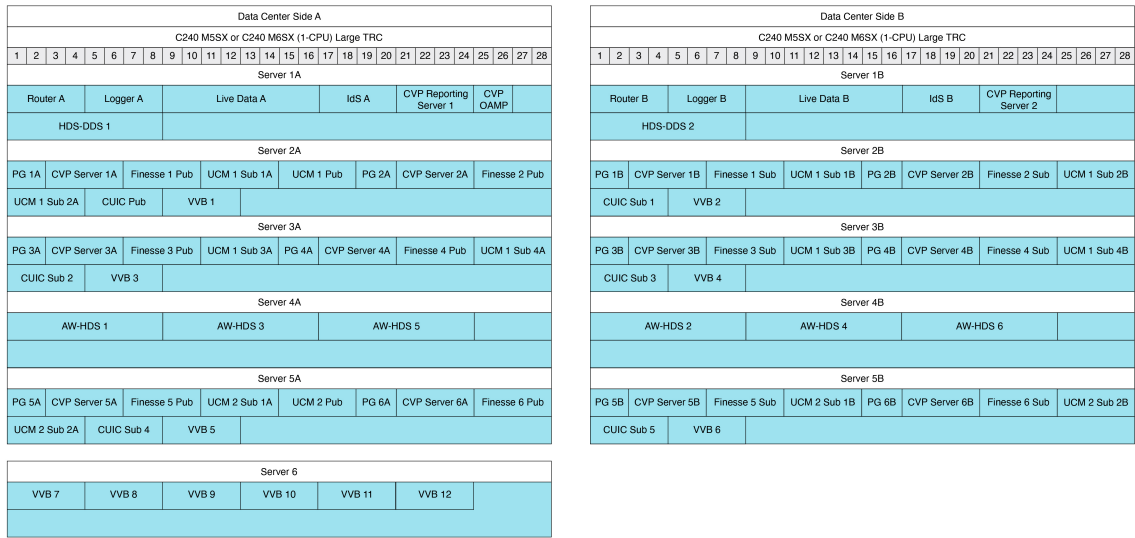 Data Center Side A
C240 M5SX or C240 M6SX (1-CPU) Large TRC
1 2 3 4 5 6 7 8 9 10 11 12 13 14 15 16 17 18 19 20 21 22 23 24 25 26 27 28
Server 1A
Router A Logger A Live Data A IdS A CVP Reporting Server 1 CVP OAMP
HDS-DDS 1
Server 2A
PG 1A CVP Server 1A Finesse 1 Pub UCM 1 Sub 1A UCM 1 Pub PG 2A CVP Server 2A Finesse 2 Pub
UCM 1 Sub 2A CUIC Pub VVB 1
Server 3A
PG 3A CVP Server 3A Finesse 3 Pub UCM 1 Sub 3A PG 4A CVP Server 4A Finesse 4 Pub UCM 1 Sub 4A
CUIC Sub 2 VVB 3
Server 4A
AW-HDS 1 AW-HDS 3 AW-HDS 5
Server 5A
PG 5A CVP Server 5A Finesse 5 Pub UCM 2 Sub 1A UCM 2 Pub PG 6A CVP Server 6A Finesse 6 Pub
UCM 2 Sub 2A CUIC Sub 4 VVB 5
Server 6
VVB 7 VVB 8 VVB 9 VVB 10 VVB 11 VVB 12
Data Center Side B
C240 M5SX or C240 M6SX (1-CPU) Large TRC
1 2 3 4 5 6 7 8 9 10 11 12 13 14 15 16 17 18 19 20 21 22 23 24 25 26 27 28
Server 1B
Router B Logger B Live Data B IdS B CVP Reporting Server 2
HDS-DDS 2
Server 2B
PG 1B CVP Server 1B Finesse 1 Sub UCM 1 Sub 1B PG 2B CVP Server 2B Finesse 2 Sub UCM 1 Sub 2B
CUIC Sub 1 VVB 2
Server 3B
PG 3B CVP Server 3B Finesse 3 Sub UCM 1 Sub 3B PG 4B CVP Server 4B Finesse 4 Sub UCM 1 Sub 4B
CUIC Sub 3 VVB 4
Server 4B
AW-HDS 2 AW-HDS 4 AW-HDS 6
Server 5B
PG 5B CVP Server 5B Finesse 5 Sub UCM 2 Sub 1B PG 6B CVP Server 6B Finesse 6 Sub UCM 2 Sub 2B
CUIC Sub 5 VVB 6